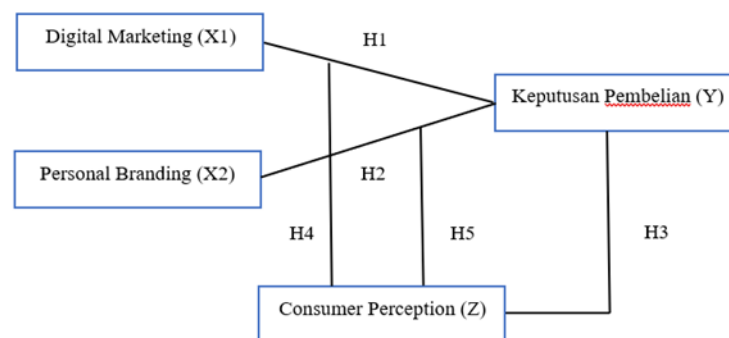 Digital Marketing (X1)
H1
Keputusan Pembelian (Y)
Personal Branding (X2)
H2
H4
H5
H3
Consumer Perception (Z)